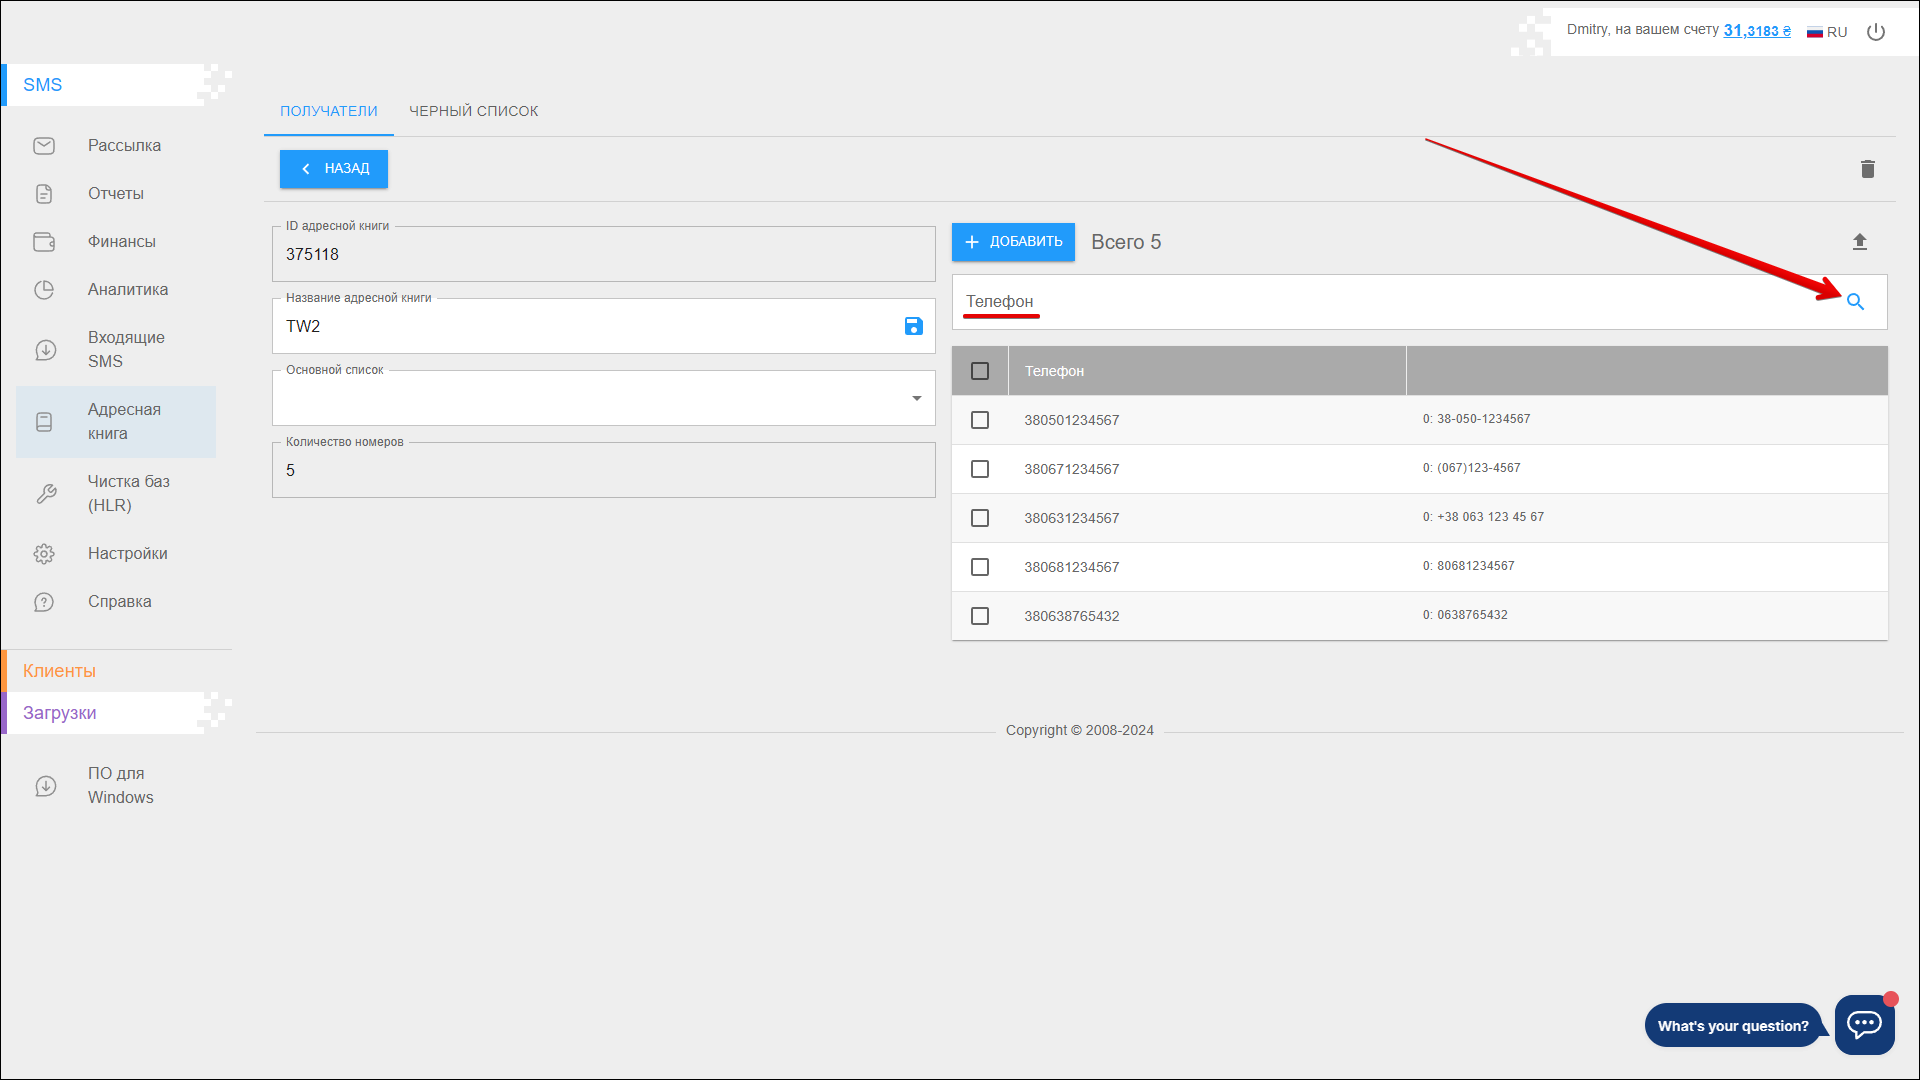 Dmitry, на вашем счету 31,3183 ₴
RU
SMS
Рассылка
Отчеты
Финансы
Аналитика
Входящие
SMS
Адресная
книга
Чистка баз
(HLR)
Настройки
Справка
Клиенты
Загрузки
ПО для
Windows
ПОЛУЧАТЕЛИ
ЧЕРНЫЙ СПИСОК
НАЗАД
ID адресной книги
375118
Название адресной книги
TW2
Основной список
Количество номеров
5
ДОБАВИТЬ
Всего 5
Телефон
Телефон
380501234567 0: 38-050-1234567
380671234567 0: (067)123-4567
380631234567 0: +38 063 123 45 67
380681234567 0: 80681234567
380638765432 0: 0638765432
Copyright © 2008-2024
What's your question?